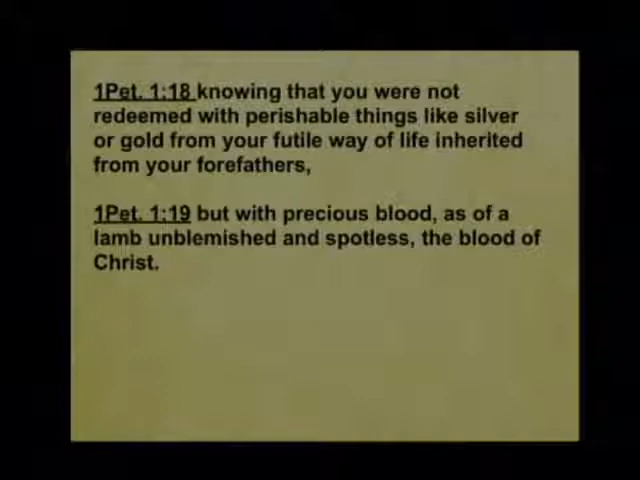 1Pet. 1:18 knowing that you were not
redeemed with perishable things like silver
or gold from your futile way of life inherited
from your forefathers,
1Pet. 1:19 but with precious blood, as of a
lamb unblemished and spotless, the blood of
Christ.